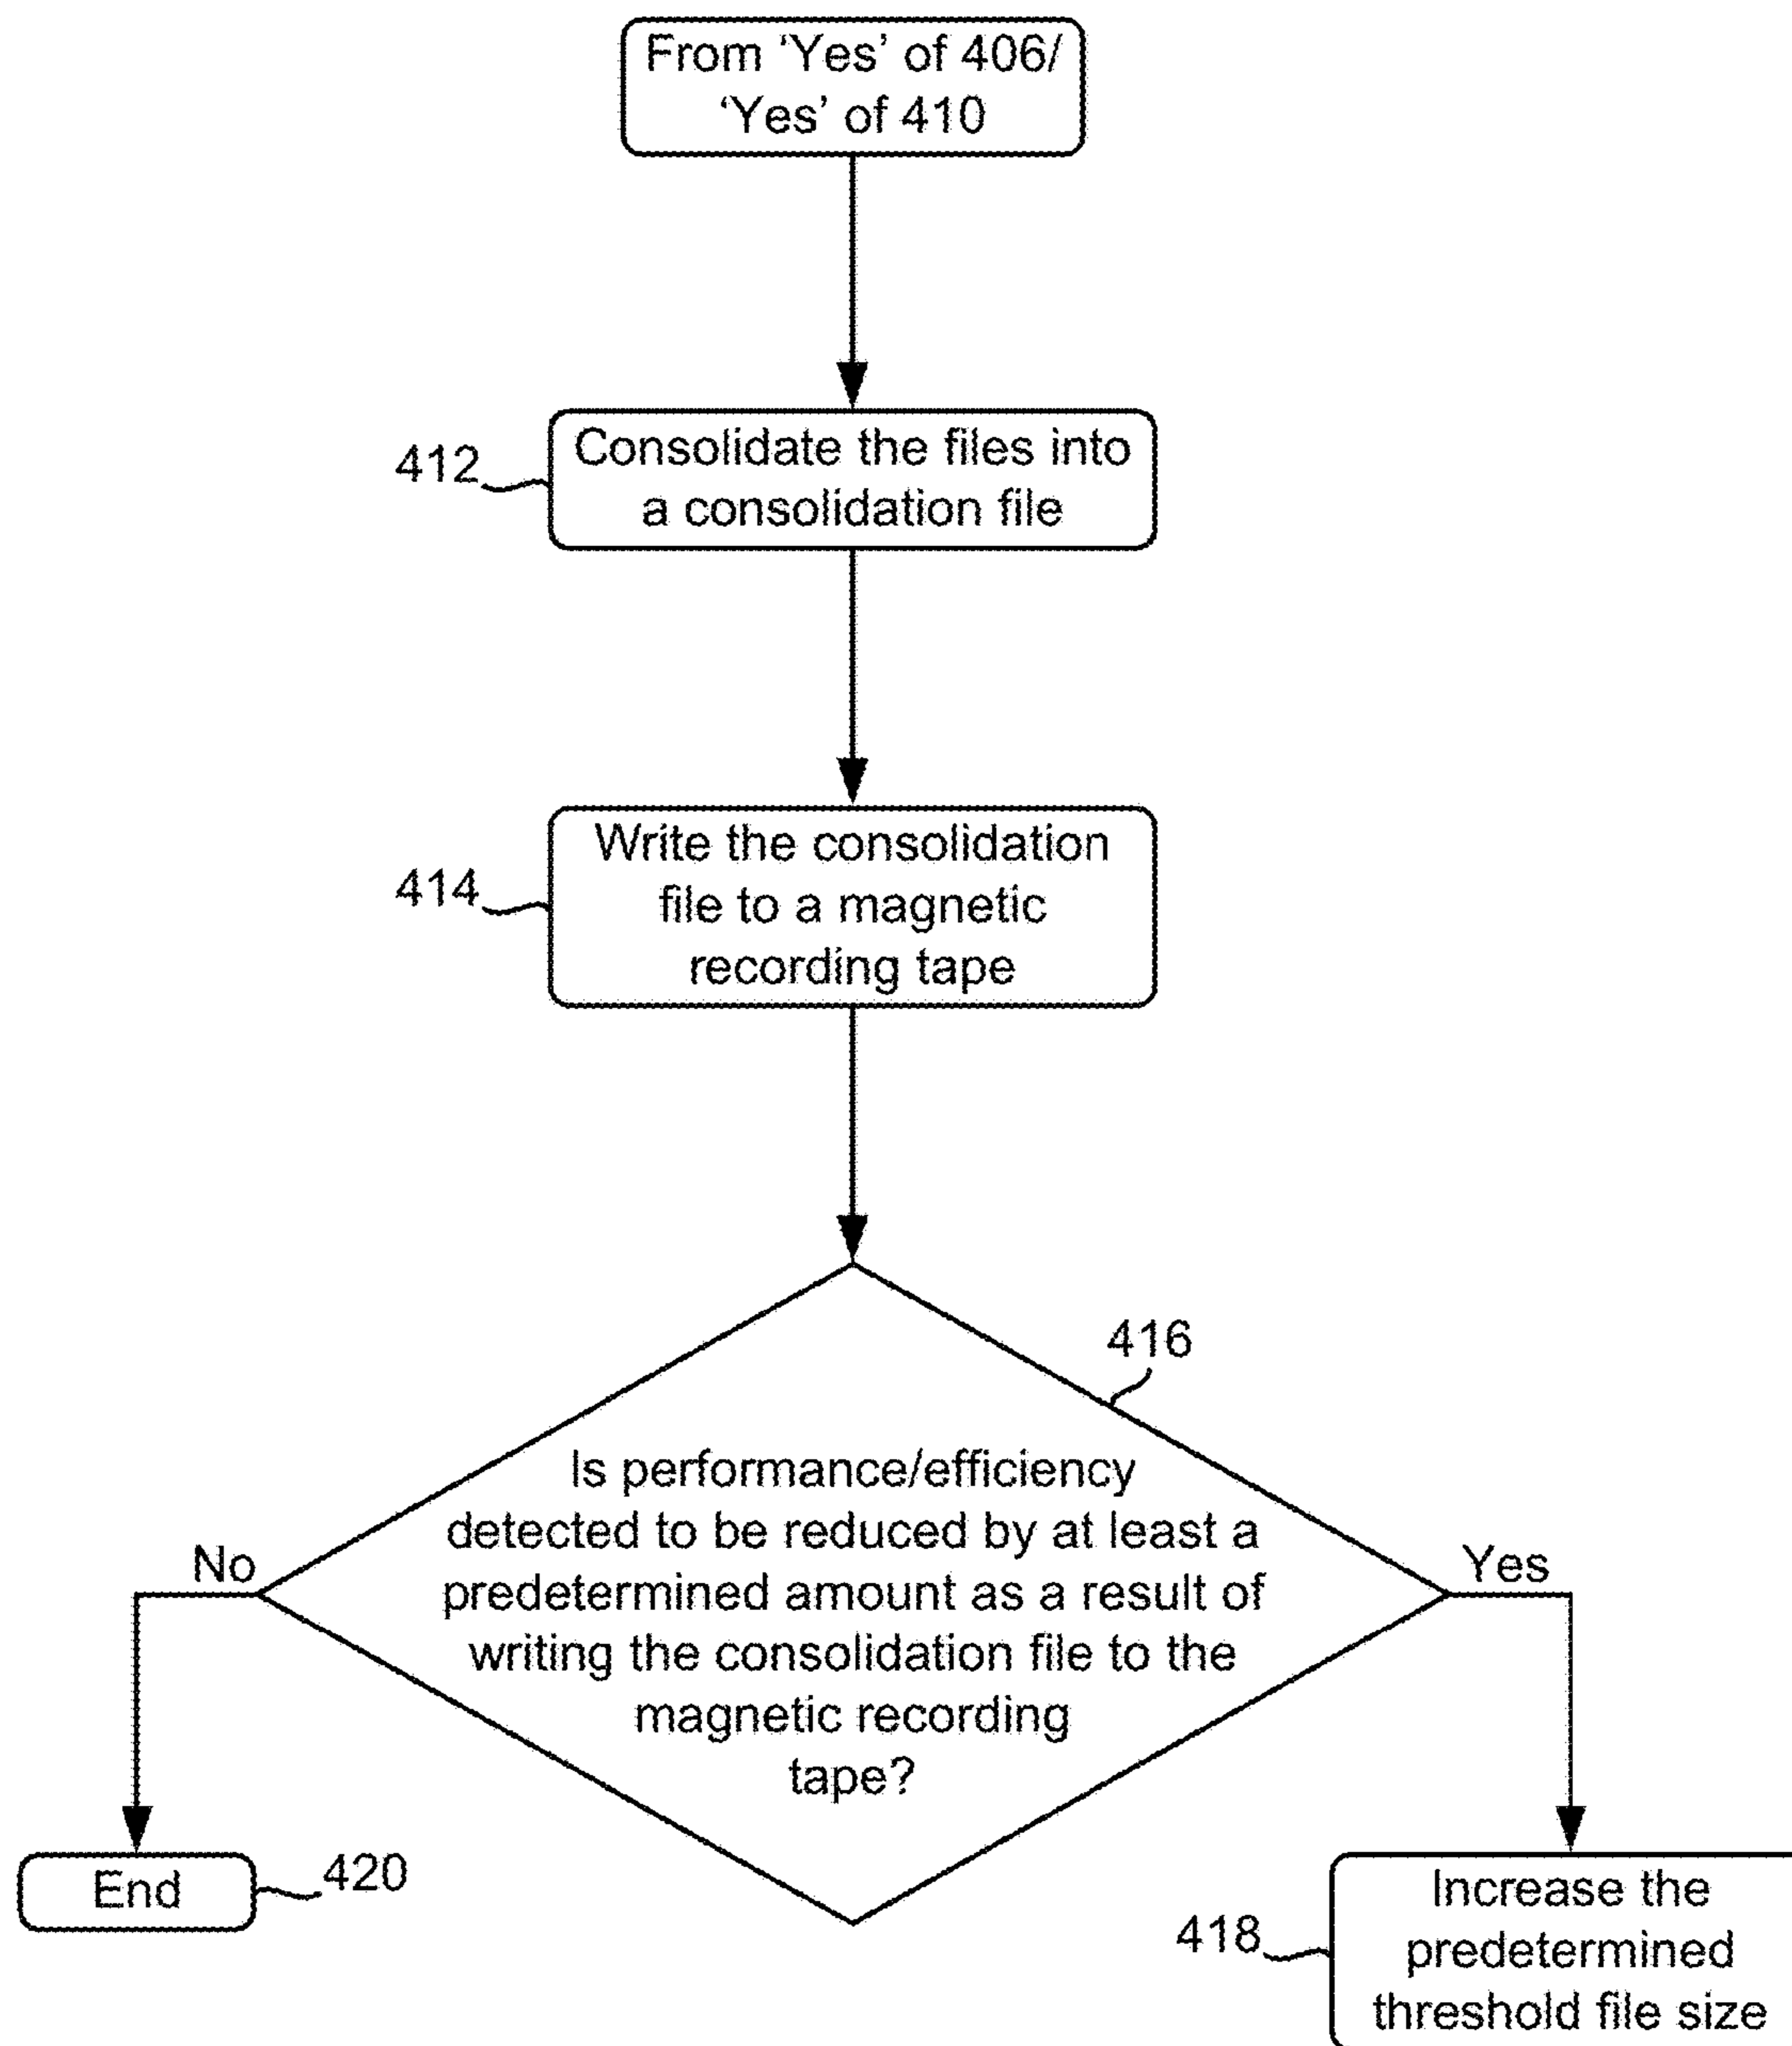 From ‘Yes’ of 406/
‘Yes’ of 410
412
Consolidate the files into
a consolidation file
414
Write the consolidation
file to a magnetic
recording tape
416
Is performance/efficiency
detected to be reduced by at least a
predetermined amount as a result of
writing the consolidation file to the
magnetic recording
tape?
No
Yes
End
420
418
Increase the
predetermined
threshold file size